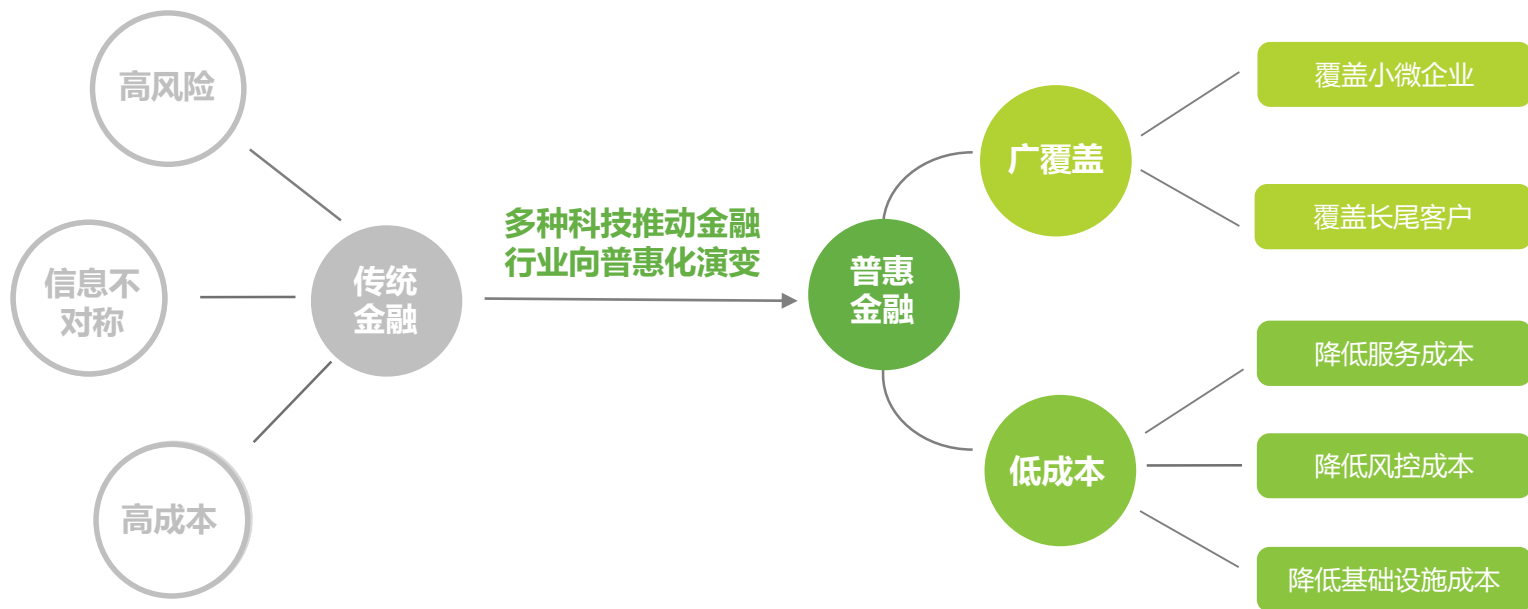 高风险
信息不
对称
高成本
传统
金融
多种科技推动金融
行业向普惠化演变
普惠
金融
广覆盖
覆盖小微企业
覆盖长尾客户
低成本
降低服务成本
降低风控成本
降低基础设施成本